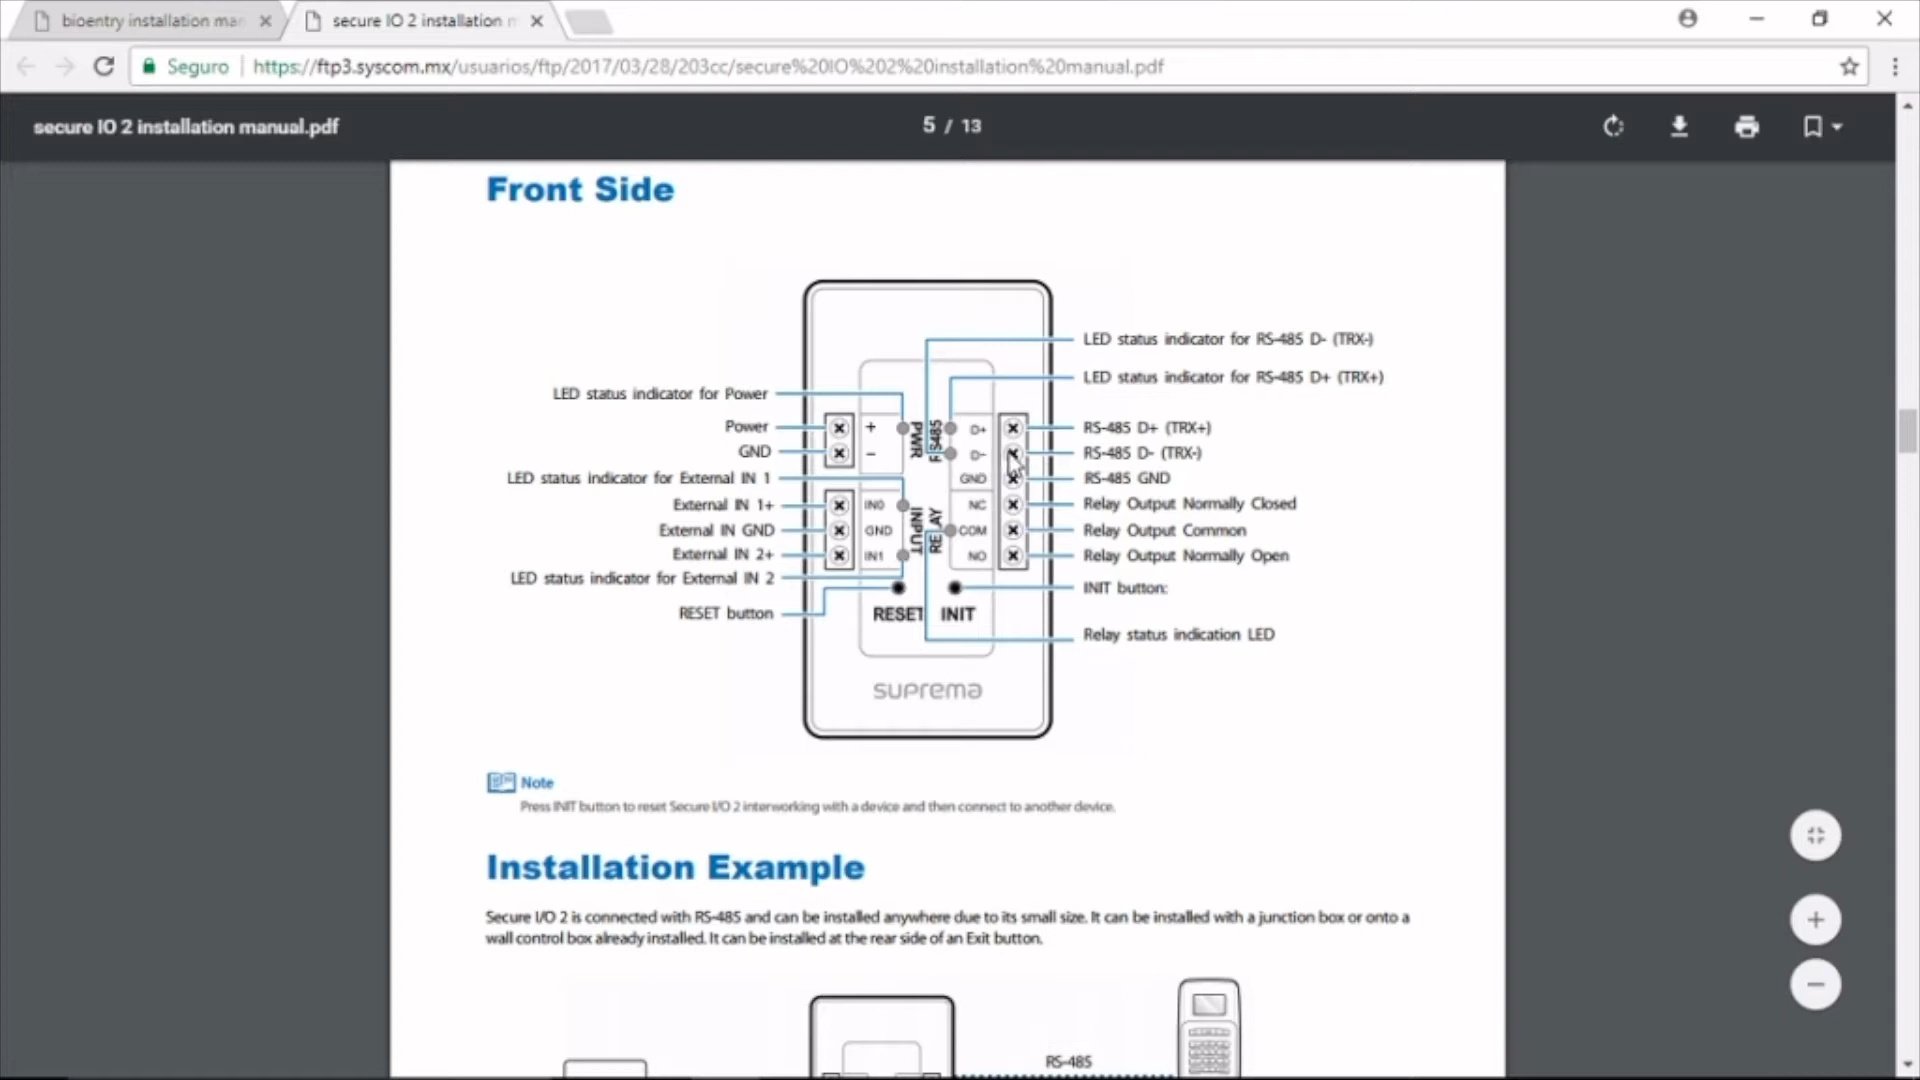 bioentry installation mar
secure IO 2 installation m
Seguro
https://ftp3.syscom.mx/usuarios/ftp/2017/03/28/203cc/secure%20IO%202%20installation%20manual.pdf
secure IO 2 installation manual.pdf
5 / 13
Front Side
LED status indicator for RS-485 D- (TRX-)
LED status indicator for RS-485 D+ (TRX+)
LED status indicator for Power
Power
GND
LED status indicator for External IN 1
External IN 1+
External IN GND
External IN 2+
LED status indicator for External IN 2
RESET button
+
-
PWR
RS485
D+
D-
GND
IN0
GND
IN1
INPUT
RELAY
NC
COM
NO
RESET
INIT
RS-485 D+ (TRX+)
RS-485 D- (TRX-)
RS-485 GND
Relay Output Normally Closed
Relay Output Common
Relay Output Normally Open
INIT button:
Relay status indication LED
suprema
Note
Press INIT button to reset Secure I/O 2 interworking with a device and then connect to another device.
Installation Example
Secure I/O 2 is connected with RS-485 and can be installed anywhere due to its small size. It can be installed with a junction box or onto a
wall control box already installed. It can be installed at the rear side of an Exit button.
RS-485